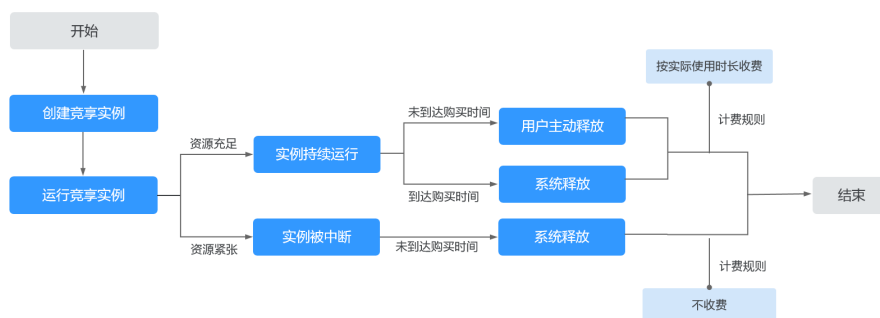 开始
创建竞享实例
运行竞享实例
资源充足
资源紧张
实例持续运行
实例被中断
未到达购买时间
到达购买时间
未到达购买时间
用户主动释放
系统释放
系统释放
按实际使用时长收费
计费规则
计费规则
不收费
结束